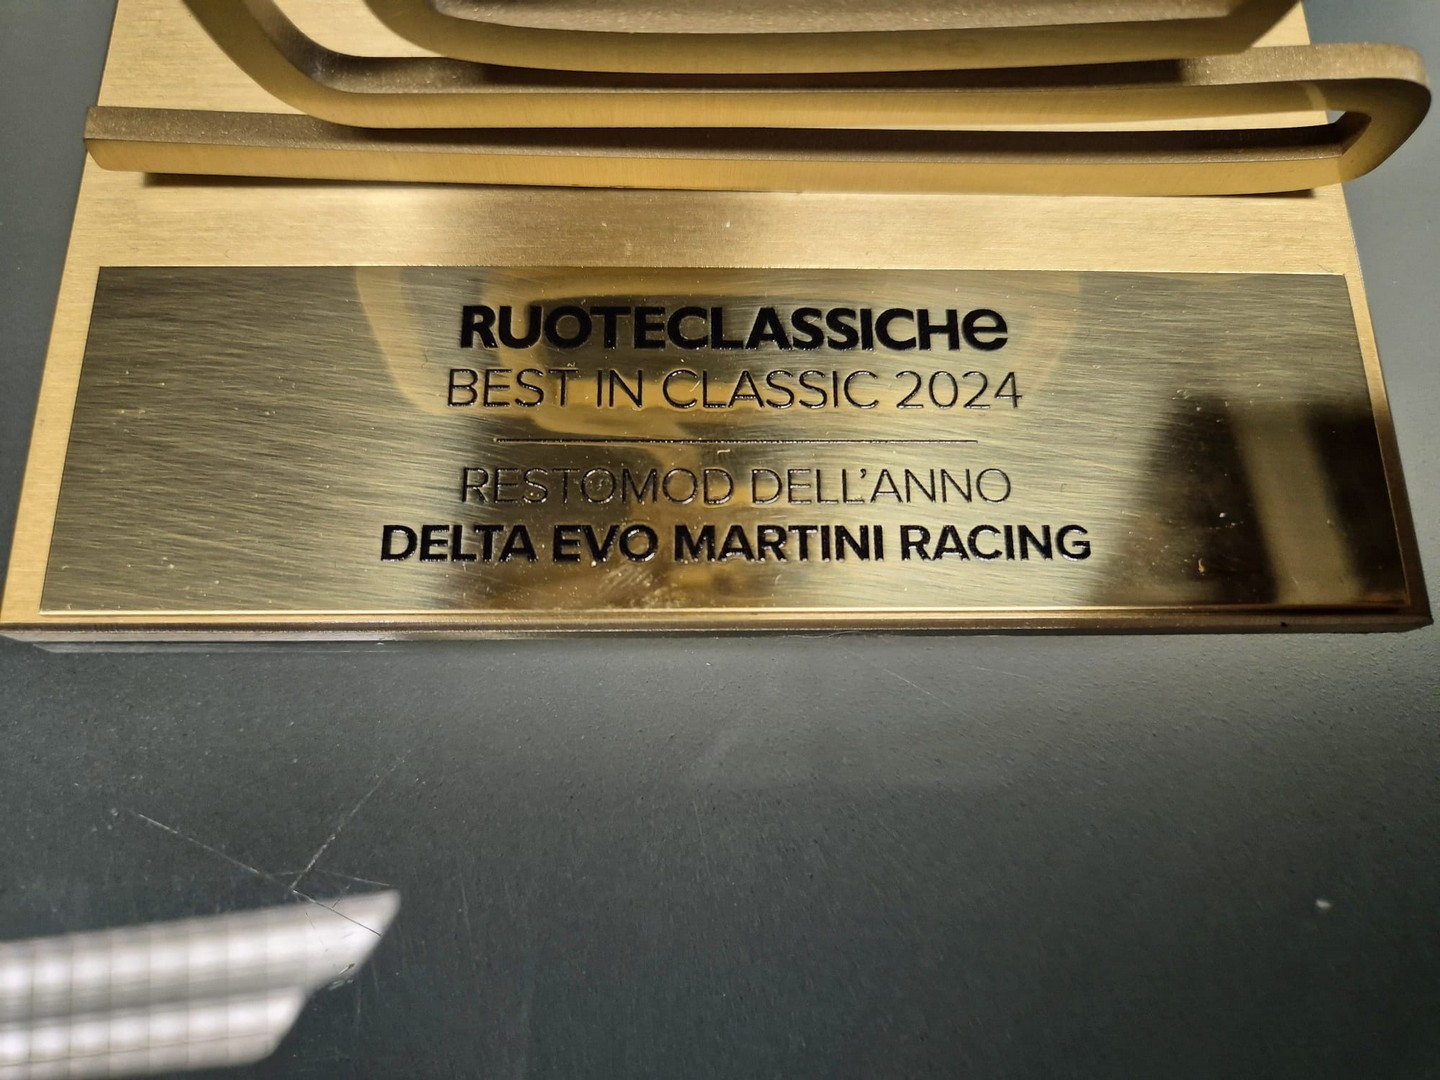 RUOTECLASSICHe
BEST IN CLASSIC 2024
RESTOMOD DELL'ANNO
DELTA EVO MARTINI RACING